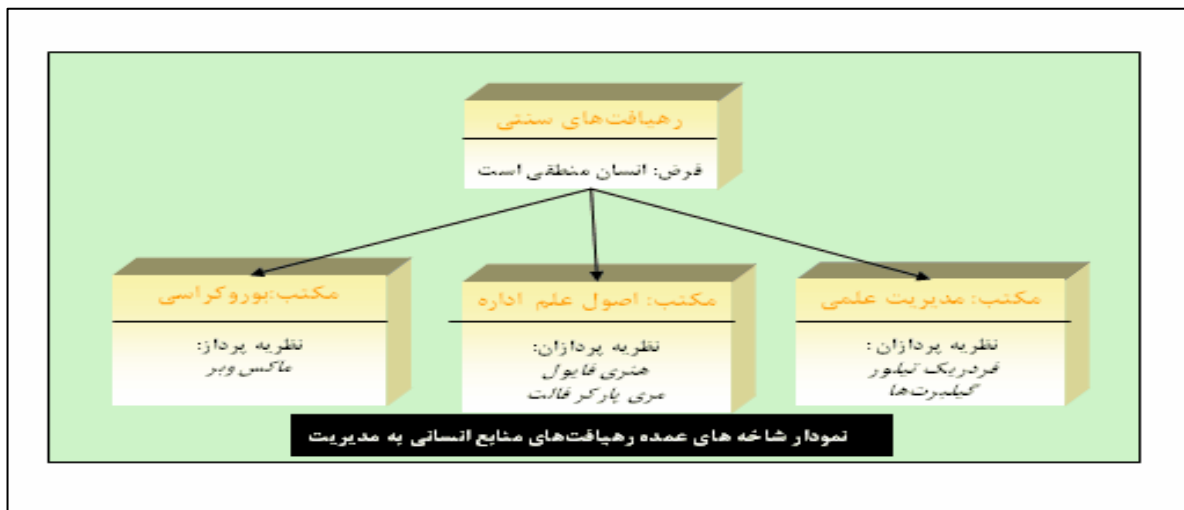 رهیافت‌های سنتی
فرض: انسان منطقی است
مکتب: مدیریت علمی
نظریه پردازان :
فردریک تیلور
گیلبرت‌ها
مکتب: اصول علم اداره
نظریه پردازان:
هنری فایول
مری پارکر فالت
مکتب:بوروکراسی
نظریه پرداز:
ماکس وبر
نمودار شاخه های عمده رهیافت‌های منابع انسانی به مدیریت